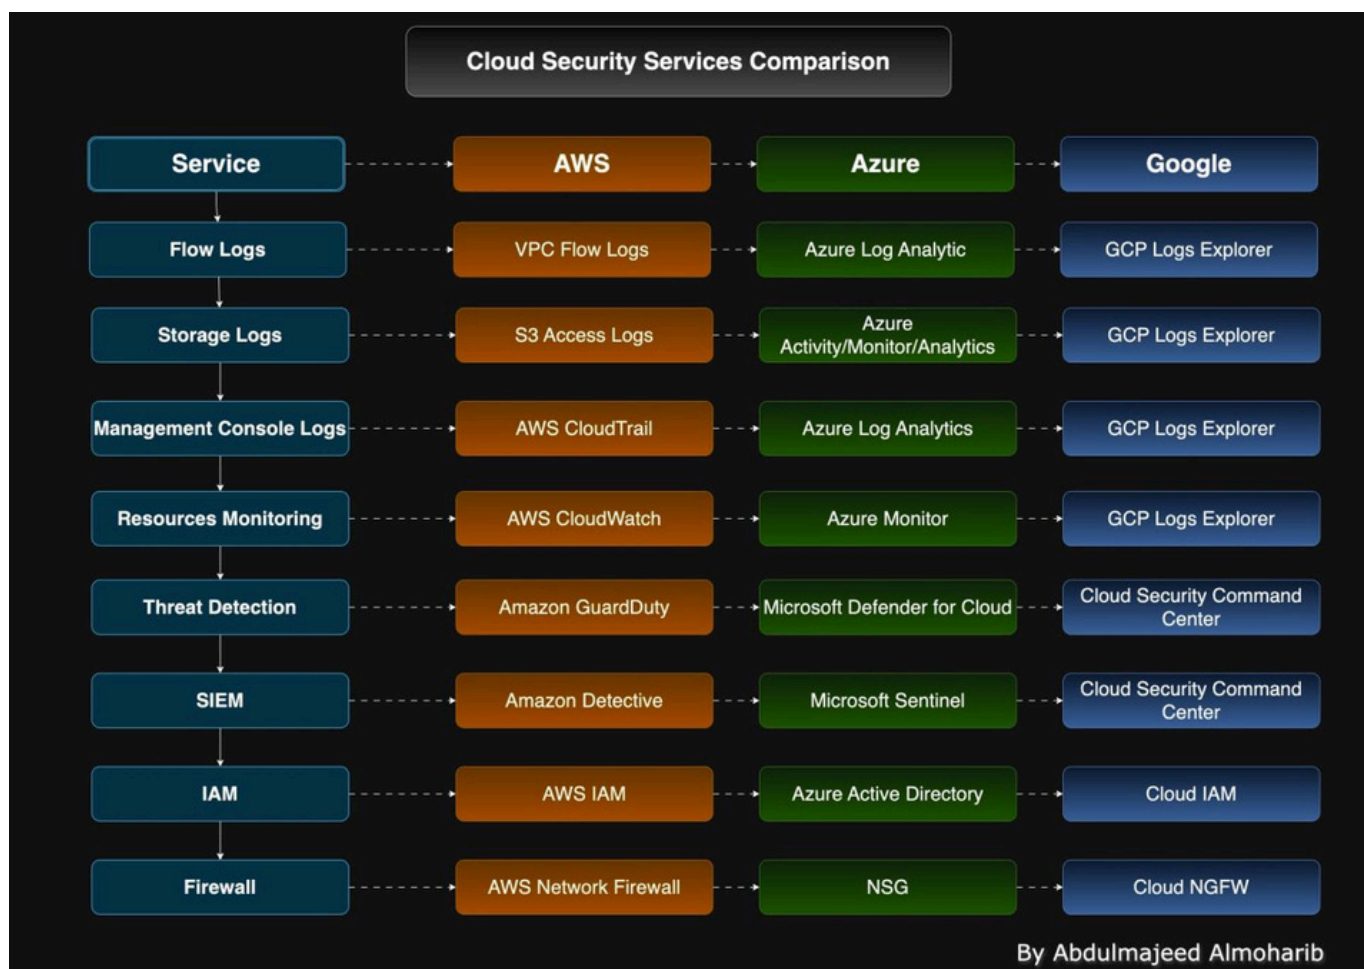 Cloud Security Services Comparison
Service
AWS
Azure
Google
Flow Logs
VPC Flow Logs
Azure Log Analytic
GCP Logs Explorer
Storage Logs
S3 Access Logs
Azure
Activity/Monitor/Analytics
GCP Logs Explorer
Management Console Logs
AWS CloudTrail
Azure Log Analytics
GCP Logs Explorer
Resources Monitoring
AWS CloudWatch
Azure Monitor
GCP Logs Explorer
Threat Detection
Amazon GuardDuty
Microsoft Defender for Cloud
Cloud Security Command
Center
SIEM
Amazon Detective
Microsoft Sentinel
Cloud Security Command
Center
IAM
AWS IAM
Azure Active Directory
Cloud IAM
Firewall
AWS Network Firewall
NSG
Cloud NGFW
By Abdulmajeed Almoharib